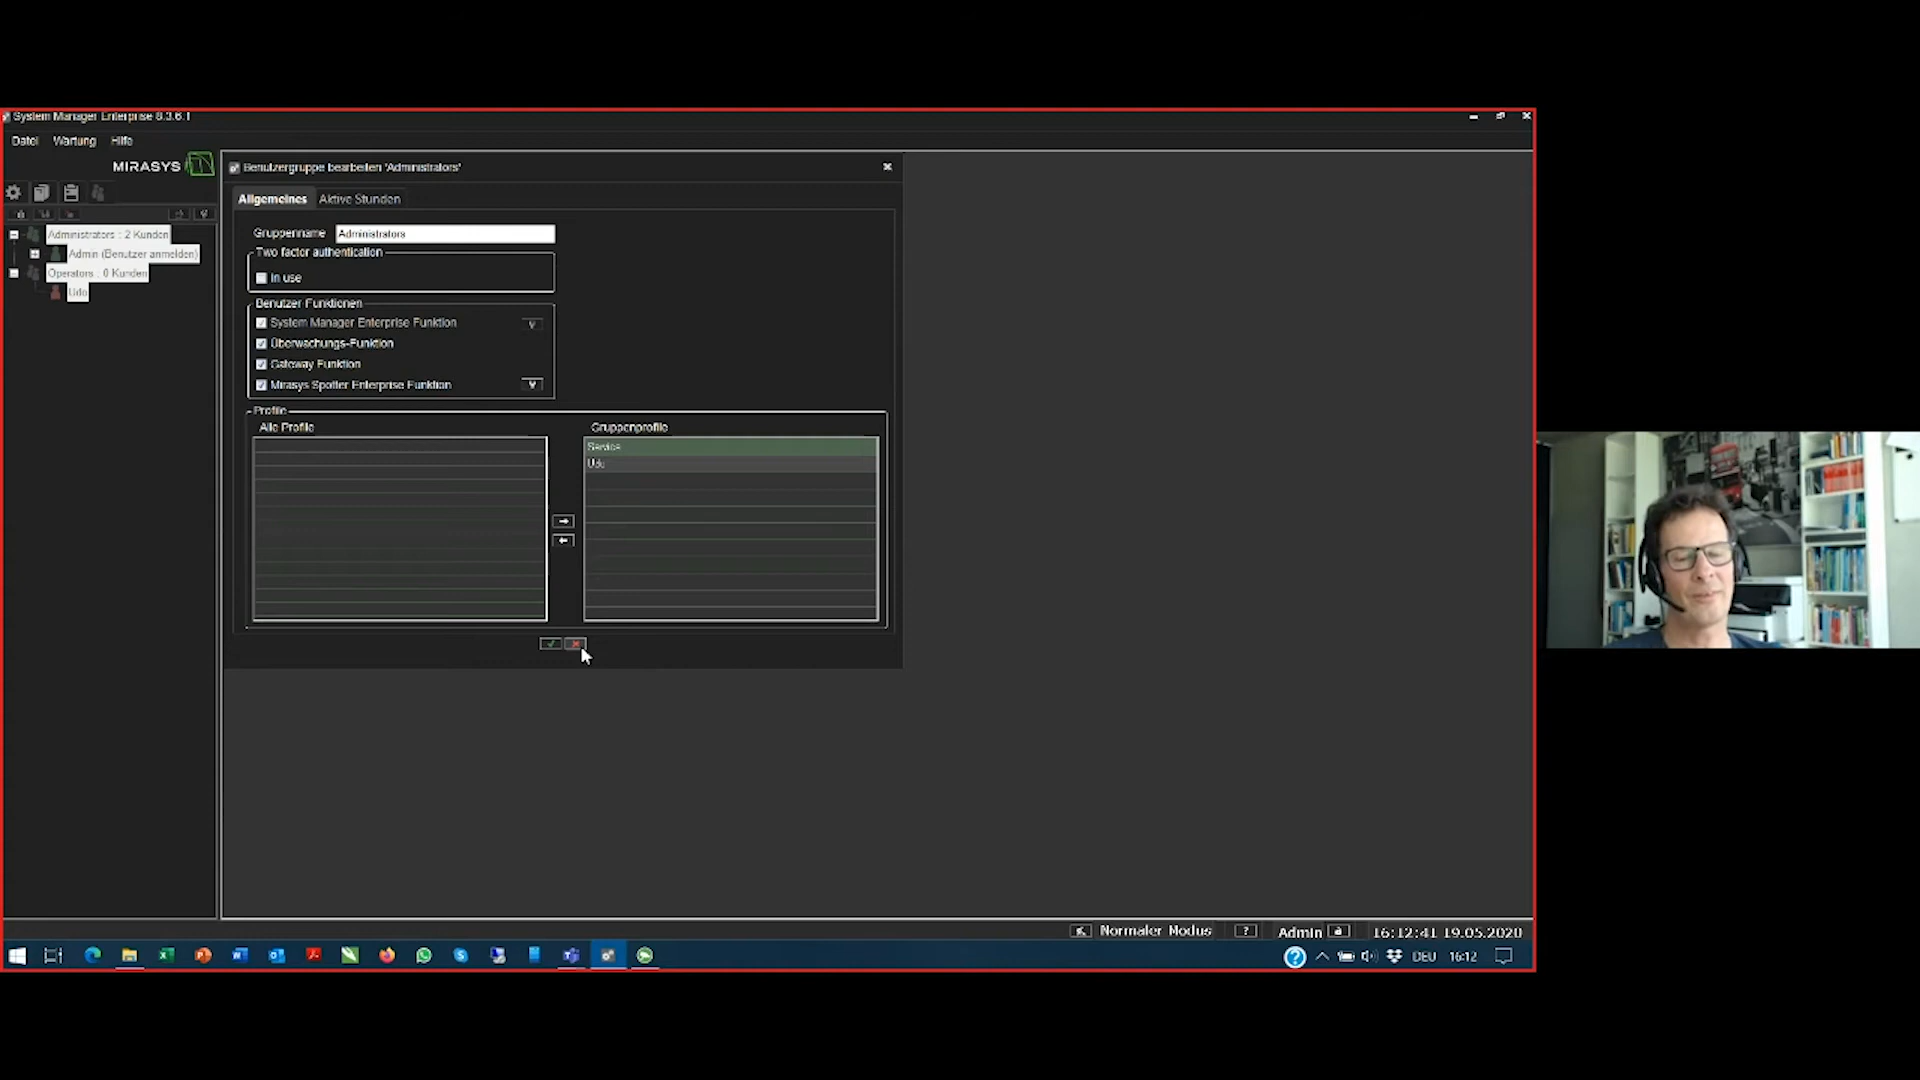 System Manager Enterprise 8.3.6.1
Datei Wartung Hilfe
MIRASYS
Benutzergruppe bearbeiten 'Administrators'
Allgemeines Aktive Stunden
Gruppenname Administrators
Two factor authentication
In use
Benutzer Funktionen
System Manager Enterprise Funktion
Überwachungs-Funktion
Gateway Funktion
Mirasys Spotter Enterprise Funktion
Profile
Alle Profile
Gruppenprofile
Service
Udo
Administrators : 2 Kunden
Admin (Benutzer anmelden)
Operators : 0 Kunden
Udo
Normaler Modus
?
Admin
16:12:41 19.05.2020
DEU 16:12